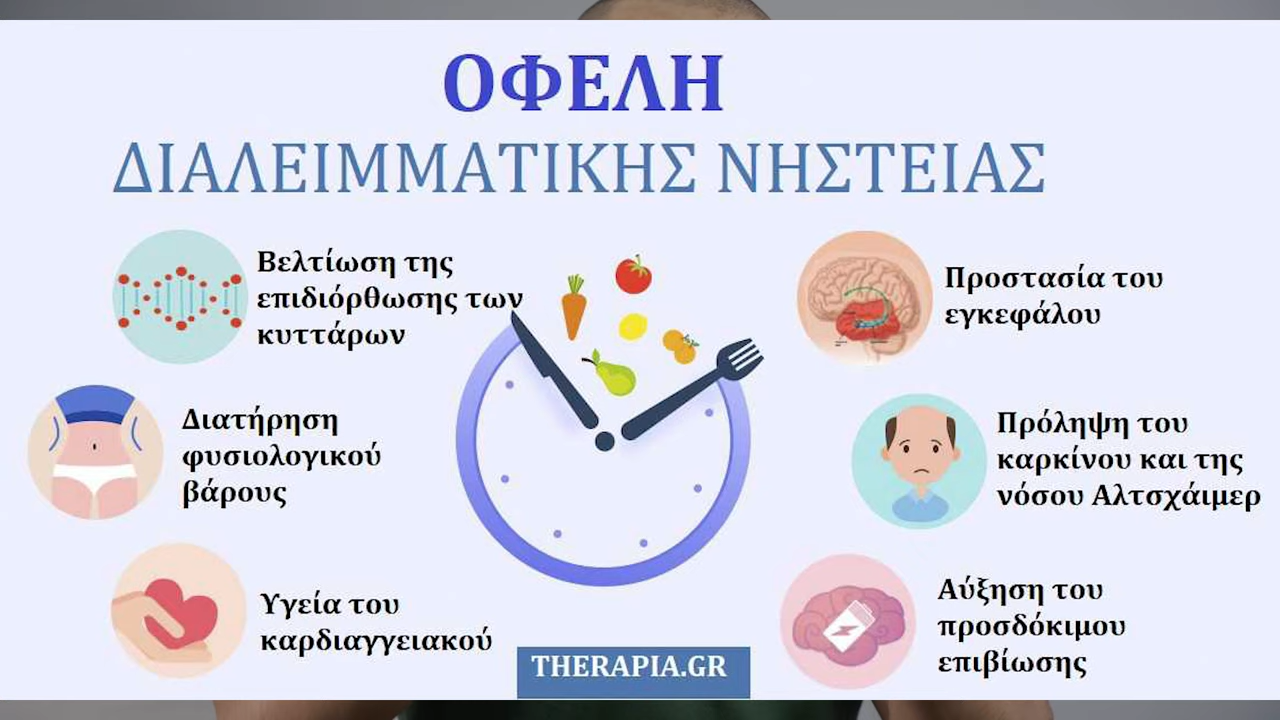 ΟΦΕΛΗ
ΔΙΑΛΕΙΜΜΑΤΙΚΗΣ ΝΗΣΤΕΙΑΣ
Βελτίωση της
επιδιόρθωσης των
κυττάρων
Διατήρηση
φυσιολογικού
βάρους
Υγεία του
καρδιαγγειακού
Προστασία του
εγκεφάλου
Πρόληψη του
καρκίνου και της
νόσου Αλτσχάιμερ
Αύξηση του
προσδόκιμου
επιβίωσης
THERAPIA.GR